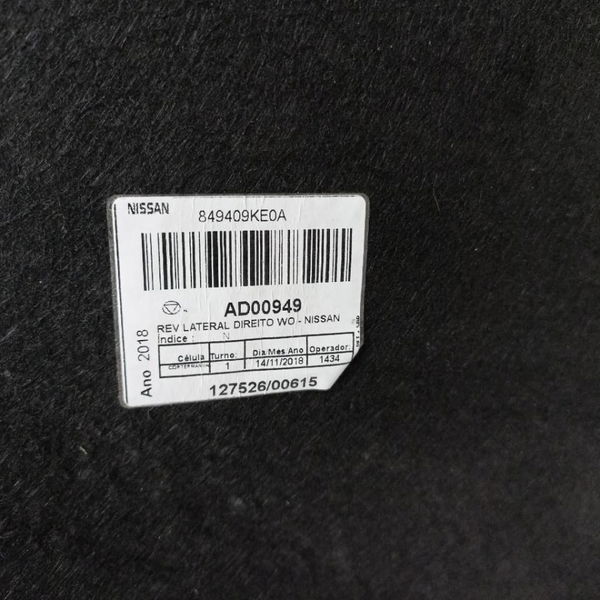 NISSAN 849409KE0A
AD00949
REV LATERAL DIREITO WO - NISSAN
Índice : N
Célula Turno: Dia/Mes/Ano Operador:
1 14/11/2018 1434
127526/00615
Ano 2018